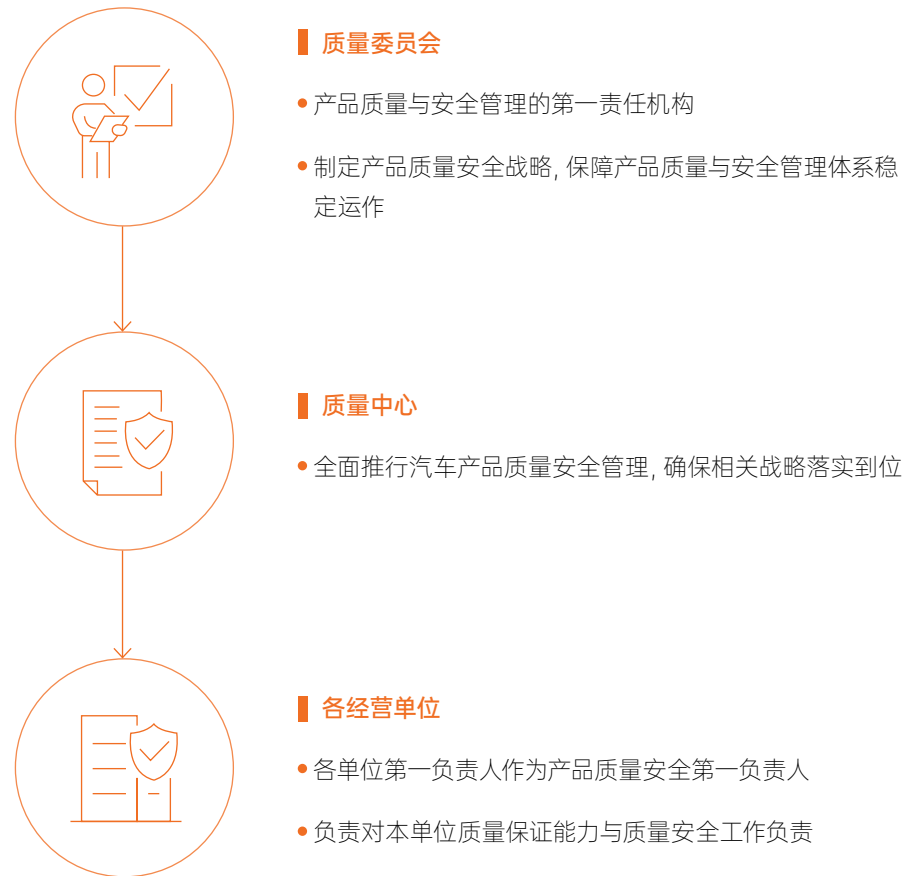 质量委员会
产品质量与安全管理的第一责任机构
制定产品质量安全战略, 保障产品质量与安全管理体系稳
定运作
质量中心
全面推行汽车产品质量安全管理, 确保相关战略落实到位
各经营单位
各单位第一负责人作为产品质量安全第一负责人
负责对本单位质量保证能力与质量安全工作负责